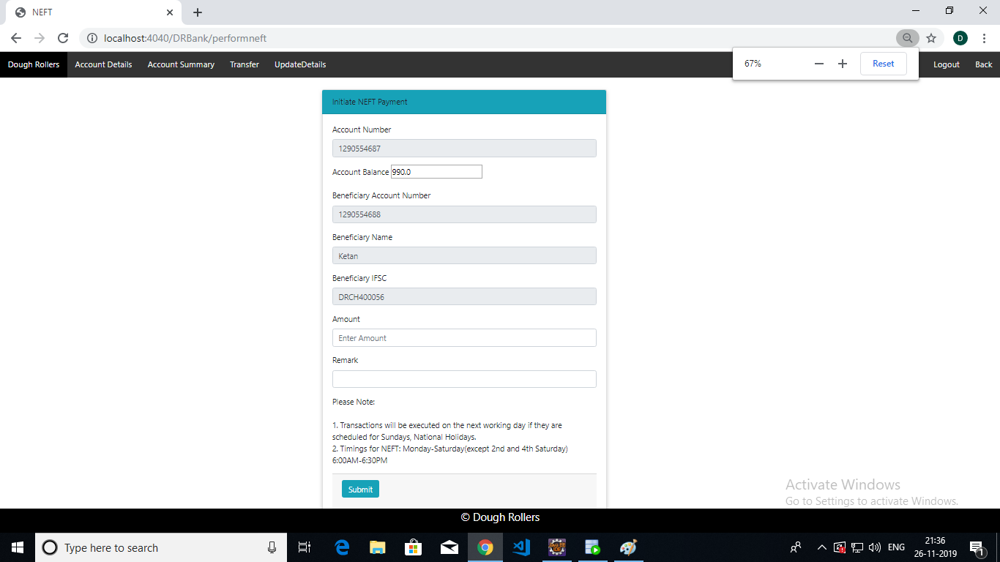 NEFT
localhost:4040/DRBank/performneft
D
Dough Rollers
Account Details
Account Summary
Transfer
UpdateDetails
67%
Reset
Logout
Back
Initiate NEFT Payment
Account Number
1290554687
Account Balance 990.0
Beneficiary Account Number
1290554688
Beneficiary Name
Ketan
Beneficiary IFSC
DRCH400056
Amount
Enter Amount
Remark
Please Note:
1. Transactions will be executed on the next working day if they are
scheduled for Sundays, National Holidays.
2. Timings for NEFT: Monday-Saturday(except 2nd and 4th Saturday)
6:00AM-6:30PM
Submit
Activate Windows
Go to Settings to activate Windows.
© Dough Rollers
Type here to search
ENG
21:36
26-11-2019
1